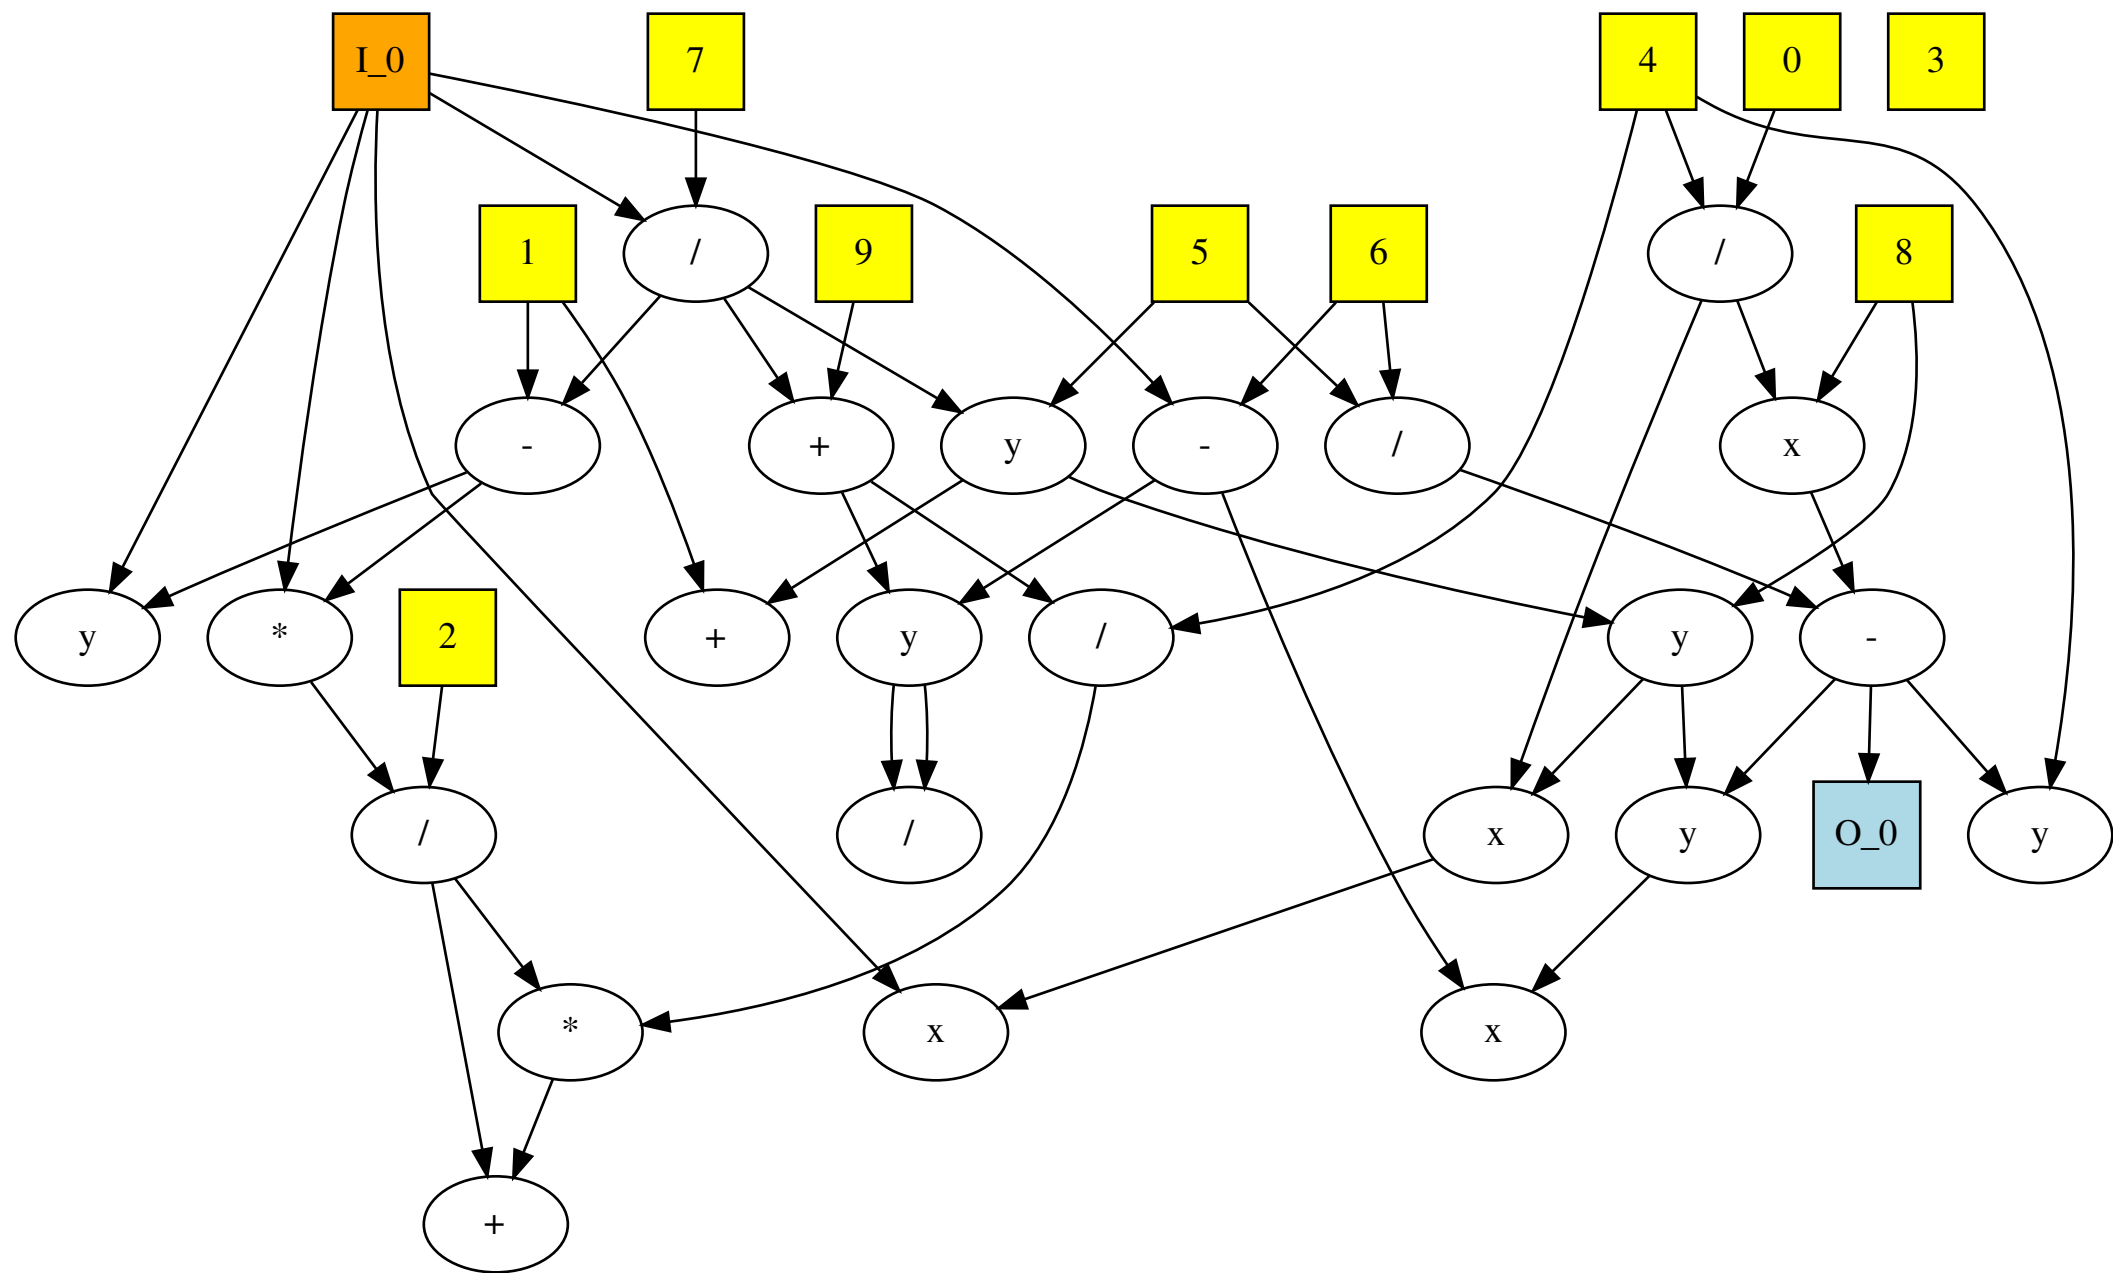 I_0 7 4 0 3
1 / 9 5 6 / 8
- + y - / x
y * 2 + y / y -
/ / x y O_0 y
* x x
+